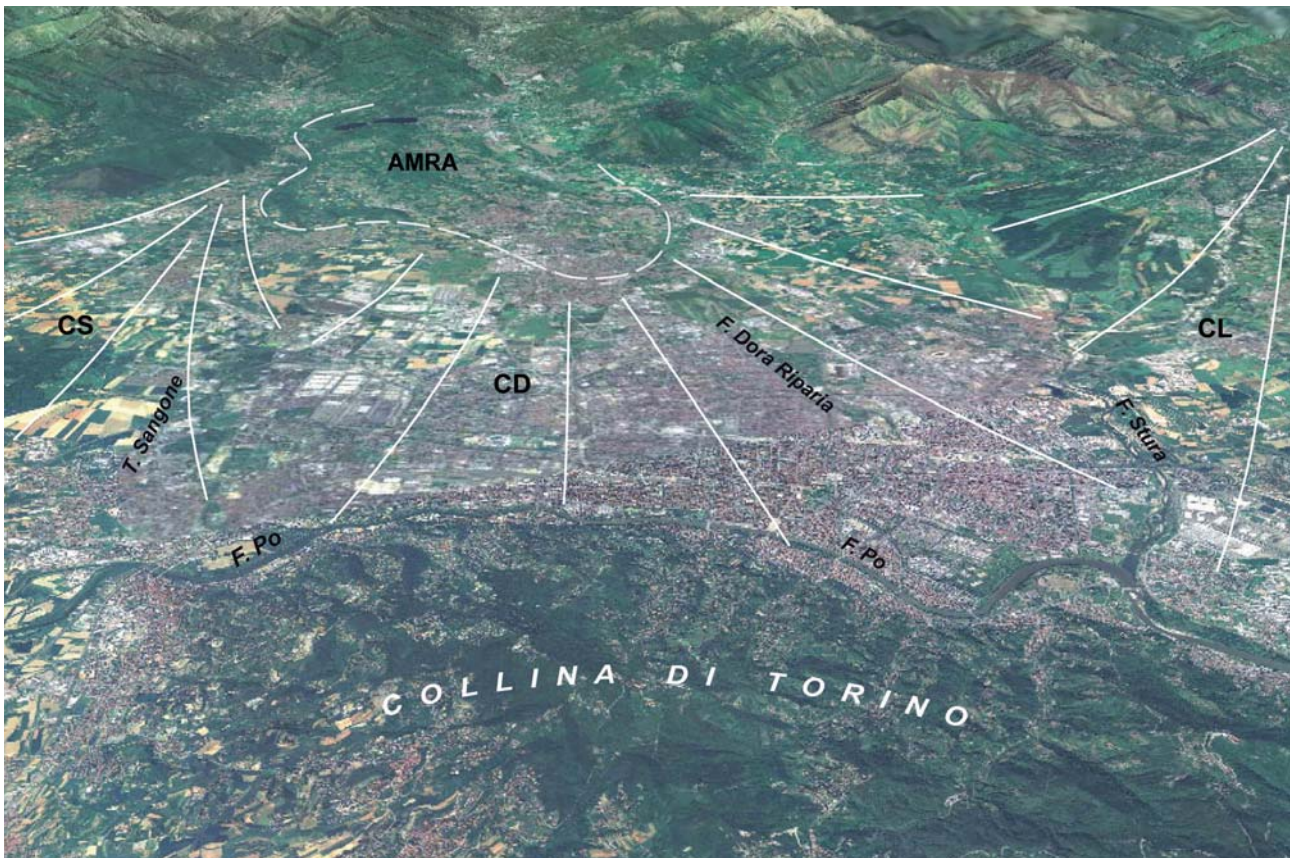 AMRA
CS
CL
CD
F. Dora Riparia
T. Sangone
F. Stura
F. Po
F. Po
COLLINA DI TORINO